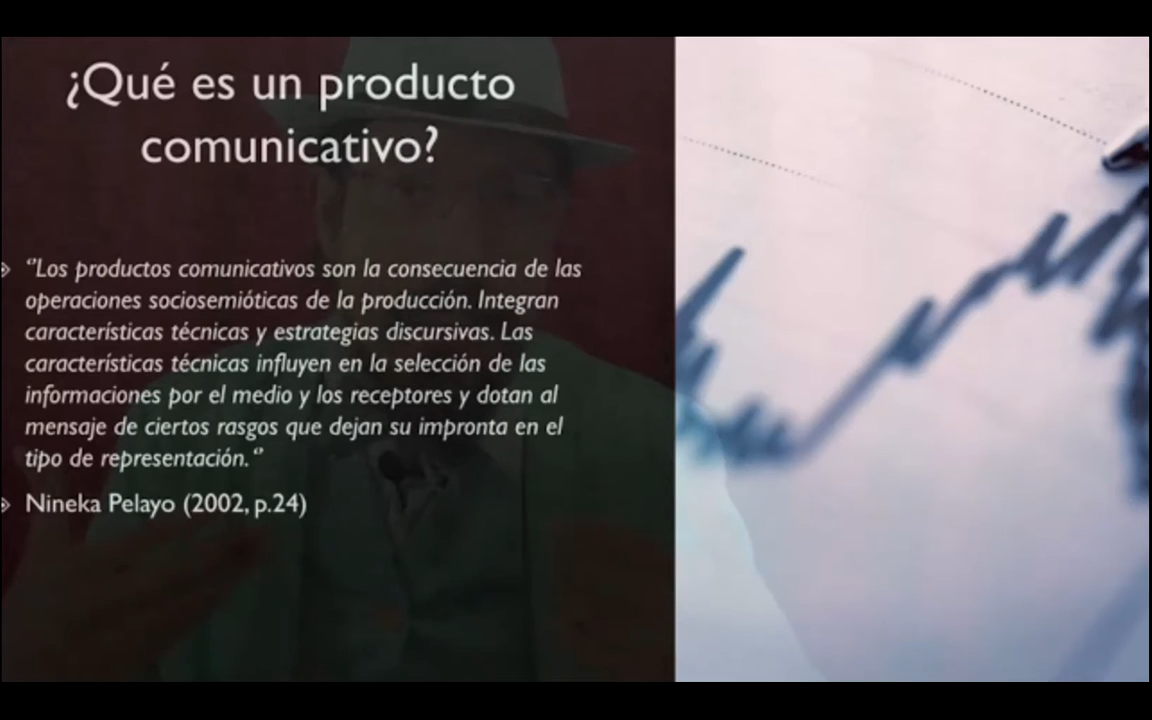 ¿Qué es un producto
comunicativo?
“Los productos comunicativos son la consecuencia de las
operaciones sociosemióticas de la producción. Integran
características técnicas y estrategias discursivas. Las
características técnicas influyen en la selección de las
informaciones por el medio y los receptores y dotan al
mensaje de ciertos rasgos que dejan su impronta en el
tipo de representación.“
Nineka Pelayo (2002, p.24)